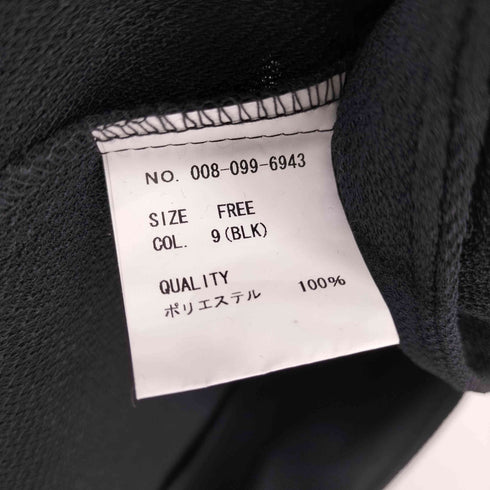 NO. 008-099-6943
SIZE FREE
COL. 9(BLK)
QUALITY
ポリエステル 100%